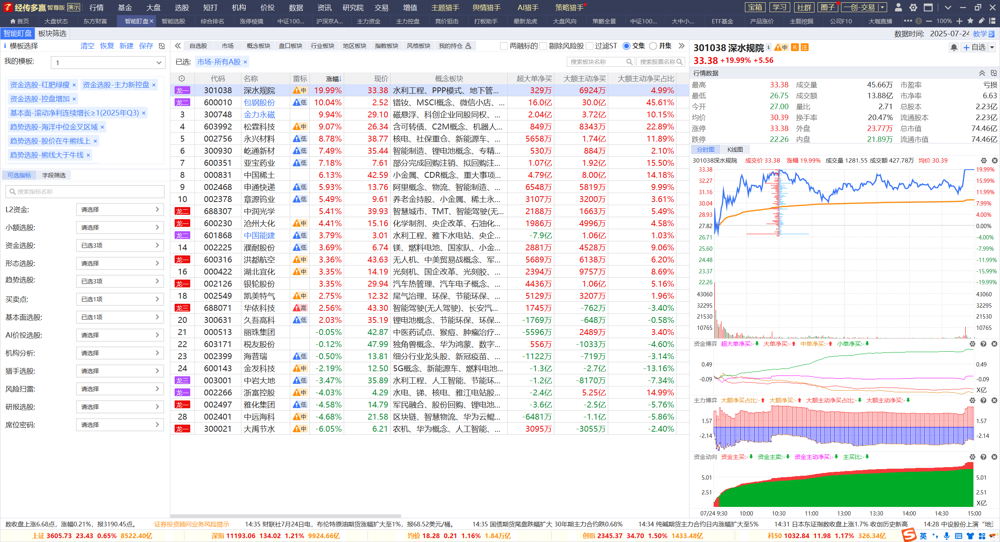 经传多赢 智尊版 演示 行情 基金 大盘 选股 短打 机构 价投 数据 资讯 研究院 交易 增值 主题猎手 舆情猎手 AI猎手 策略猎手 宝箱 学习 社群 圈子 一创-交易
首页 大盘状态 东方财富 智能盯盘 智能选股 综合排名 涨停棱镜 中证100... 沪深京A... 主力资金 主力控盘 竞价狙击 打板助手 最新龙虎 大盘风向 策略全景 中证100... 大中小... ETF基金 产品涨价 主题挖掘 公司F10 大咖直播 100%
智能盯盘 板块筛选 数据时间: 2025-07-24 教学
模板选择 清空 恢复 新建 保存
我的模板: 1
资金选股-红肥绿瘦 × 资金选股-主力新控盘 ×
资金选股-控盘增加 ×
基本面-滚动净利连续增长≥1(2025年Q3) ×
趋势选股-海洋中位金叉区域 ×
趋势选股-股价在牛熊线上 ×
趋势选股-熊线大于牛线 ×
可选指标 字段筛选
搜索指标名称
L2资金: 请选择
小额选股: 请选择
资金选股: 已选3项
形态选股: 请选择
趋势选股: 已选3项
买卖点: 已选1项
基本面选股: 已选1项
AI价投选股: 请选择
机构分析: 请选择
猎手选股: 请选择
风险扫雷: 请选择
研报选股: 请选择
席位密码: 请选择
自选股 市场 概念板块 盘口板块 行业板块 地区板块 指数板块 风格板块 我的持仓 两融标的 剔除风险股 过滤ST 交集 并集
已选: 市场-所有A股 × 搜索板块名称 搜索股票名称
代码 名称 雷标 涨幅↓ 现价 概念板块 超大单净买 大额主动净买 大额主动净买占比
龙一 301038 深水规院 中 19.99% 33.38 水利工程、PPP模式、地下管... 329万 6924万 4.99%
龙二 600010 包钢股份 低 10.04% 2.52 锴钕、MSCI概念、微信小店、... 16.0亿 30.0亿 45.61%
3 300748 金力永磁 9.94% 29.10 磁悬浮、科创企业同股同权、... 2.04亿 3.72亿 10.15%
4 603992 松霖科技 中 9.07% 26.34 含可转债、C2M概念、机器人... 849万 8343万 22.89%
5 002756 永兴材料 低 8.78% 38.77 核电、社保重仓、新能源车、... 5658万 1.74亿 11.89%
6 300930 屹通新材 低 7.49% 35.44 智能制造、锂电池概念、专精... 530万 884万 2.10%
7 600351 亚宝药业 低 7.18% 7.61 部分完成回购注销、拟回购注... 1.07亿 1.92亿 15.50%
8 000831 中国稀土 6.13% 42.59 小金属、CDR概念、重大事项... 4.79亿 8.00亿 14.18%
9 002468 申通快递 低 5.93% 13.76 阿里概念、物流、智能制造、... 6548万 5819万 9.99%
10 002378 章源钨业 低 5.49% 9.61 养老金持股、小金属、稀土永... 3107万 3200万 3.61%
龙二 688307 中润光学 5.41% 39.93 智慧城市、TMT、智能驾驶(无... 2188万 1663万 5.49%
龙一 600230 沧州大化 中 4.41% 15.16 化学制剂、央企改革、石油化... 1986万 4996万 4.58%
龙二 601868 中国能建 低 3.79% 3.01 水利工程、雅下水电站、央企... -7.9亿 1.06亿 1.03%
14 002225 濮耐股份 低 3.69% 6.74 镁、燃料电池、国家队、小金... 2881万 4528万 9.06%
龙一 600316 洪都航空 中 3.36% 43.63 无人机、中美贸易战概念、军... 5689万 6138万 6.20%
16 000422 湖北宜化 中 3.35% 14.19 光刻机、国企改革、光刻胶、... 2394万 9757万 8.69%
龙一 002126 银轮股份 3.35% 29.94 汽车热管理、汽车电子概念、... 4436万 1.06亿 5.16%
18 002549 凯美特气 中 2.75% 12.32 尾气治理、环保、节能环保、... 5129万 3207万 1.96%
龙三 688071 华依科技 高 2.56% 43.30 智能驾驶(无人驾驶)、长安汽... 1745万 -762万 -3.40%
20 300631 久吾高科 低 2.03% 35.19 锂电池概念、节能环保、环保... -1769万 -648万 -0.58%
21 000513 丽珠集团 -0.05% 42.87 中医药试点、猴痘、肿瘤治疗... -5596万 2489万 3.40%
22 603171 税友股份 -0.12% 47.99 独角兽概念、华为鸿蒙、数字... 556万 -1033万 -4.60%
23 002399 海普瑞 低 -0.50% 13.81 细分行业龙头股、新冠疫苗、... -1122万 -719万 -3.14%
24 600143 金发科技 中 -2.19% 12.50 5G概念、新能源车、燃料电池... -1.3亿 -2.7亿 -13.16%
龙三 003001 中岩大地 低 -3.47% 35.89 水利工程、人工智能、节能环... -1.2亿 -8170万 -7.34%
龙一 002266 浙富控股 中 -4.03% 4.29 水电、锑、核电、雅江电站股... -2.4亿 5.25亿 14.99%
龙一 002497 雅化集团 低 -4.58% 14.79 军民融合、股份回购、锂电池... -3.6亿 -2.5亿 -5.76%
28 002401 中远海科 中 -4.68% 21.58 区块链、智慧物流、华为云鲲... -6481万 -1.1亿 -5.86%
龙一 300021 大禹节水 中 -6.05% 6.21 农机、华为概念、人工智能、... 3095万 -3055万 -2.40%
301038 深水规院 中 R 注 +自选
33.38 +19.99% +5.56
行情数据
最高 33.38 成交量 45.66万 市盈率 亏损
最低 26.75 成交额 13.88亿 市净率 6.63
今开 27.00 量比 2.71 总股本 2.23亿
均价 30.39 换手率 20.47% 流通股本 2.23亿
涨停 33.38 外盘 23.77万 总市值 74.46亿
跌停 22.26 内盘 21.89万 流通市值 74.46亿
分时图 K线图
301038深水规院 成交价 33.38 涨幅 19.99% 成交量 1281.55 成交额 427.78万 均价 30.39
33.38 19.99%
32.27 15.99%
31.16 11.99%
30.04 7.99%
28.93 4.00%
27.82 0.00%
26.71 -4.00%
25.60 -7.99%
24.48 -11.99%
23.37 -15.99%
22.26 -19.99%
43060 43060
32295 32295
21530 21530
10765 10765
资金博弈 超大单净买:- 大单净买:- 中单净买:- 小单净买:-
0.49 0.49
-0.09 -0.09
X亿
主力博弈 大额净买占比:- 大额净买:- 大额主动净买占比:- 大额主动净买:-
1.57 1.57
-2.14 -2.14
资金动向 资金主买:- 资金主卖:- 资金主动净买:- 主买比:-
5.01 5.01
2.51 2.51
X亿
07/24 9:30 10:00 10:30 11:00 13:00 13:30 14:00 14:30 15:00
数收盘上涨6.68点，涨幅0.21%，报3190.45点。 证券投资顾问业务风险提示 14:35 财联社7月24日电，布伦特原油期货涨幅扩大至1%，报68.52美元/桶。 14:35 国债期货尾盘跌幅扩大 30年期主力合约跌0.68% 14:34 纯碱期货主力合约日内涨幅扩大至5% 14:31 日本东证指数收盘上涨1.7% 收创历史新高 14:28 中设股份上演“地天
上证 3605.73 23.43 0.65% 8522.40亿 深指 11193.06 134.02 1.21% 9924.66亿 均价 18.28 0.21 1.16% 1.84万亿 创指 2345.37 34.70 1.50% 1433.48亿 科50 1032.84 11.98 1.17% 326.34亿 英